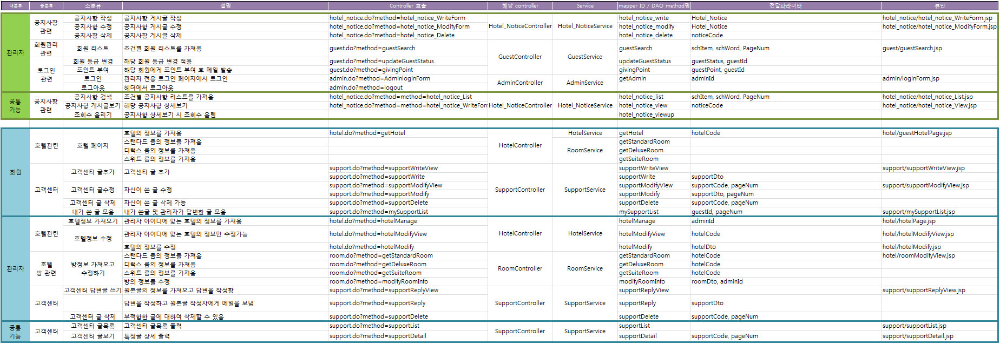 대분류 중분류 소분류 설명 Controller 호출 해당 controller Service mapper ID / DAO method명 전달파라미터 뷰단
관리자
공지사항 관련
공지사항 작성 공지사항 게시글 작성 hotel_notice.do?method=hotel_notice_WriteForm Hotel_NoticeController Hotel_NoticeService hotel_notice_write Hotel_Notice hotel_notice/hotel_notice_WriteForm.jsp
공지사항 수정 공지사항 게시글 수정 hotel_notice.do?method=hotel_notice_ModifyForm hotel_notice_modify Hotel_Notice hotel_notice/hotel_notice_ModifyForm.jsp
공지사항 삭제 공지사항 게시글 삭제 hotel_notice.do?method=hotel_notice_Delete hotel_notice_delete noticeCode
회원관리 관련
회원 리스트 조건별 회원 리스트를 가져옴 guest.do?method=guestSearch GuestController GuestService guestSearch schItem, schWord, PageNum guest/guestSearch.jsp
로그인 관련
회원 등급 변경 해당 회원 등급 변경 적용 guest.do?method=updateGuestStatus updateGuestStatus guestStatus, guestId
포인트 부여 해당 회원에게 포인트 부여 후 메일 발송 guest.do?method=givingPoint givingPoint guestPoint, guestId
로그인 관리자 전용 로그인 페이지에서 로그인 admin.do?method=AdminloginForm AdminController AdminService getAdmin adminId admin/loginForm.jsp
로그아웃 헤더에서 로그아웃 admin.do?method=logout
공통 기능
공지사항 관련
공지사항 검색 조건별 공지사항 리스트를 가져옴 hotel_notice.do?method=method=hotel_notice_List Hotel_NoticeController Hotel_NoticeService hotel_notice_list schItem, schWord, PageNum hotel_notice/hotel_notice_List.jsp
공지사항 게시글보기 해당 공지사항 상세보기 hotel_notice.do?method=method=hotel_notice_WriteForm hotel_notice_view noticeCode hotel_notice/hotel_notice_View.jsp
조회수 올리기 공지사항 상세보기 시 조회수 올림 hotel_notice_viewup
회원
호텔관련
호텔 페이지
호텔의 정보를 가져옴 hotel.do?method=getHotel HotelController HotelService getHotel hotelCode hotel/guestHotelPage.jsp
스탠다드 룸의 정보를 가져옴 RoomService getStandardRoom
디럭스 룸의 정보를 가져옴 getDeluxeRoom
스위트 룸의 정보를 가져옴 getSuiteRoom
고객센터
고객센터 글추가 고객센터 글 추가 support.do?method=supportWriteView SupportController SupportService supportWriteView support/supportWriteView.jsp
support.do?method=supportWrite supportWrite supportDto
고객센터 글수정 자신이 쓴 글 수정 support.do?method=supportModifyView supportModifyView supportCode, pageNum support/supportModifyView.jsp
support.do?method=supportModify supportModify supportDto, pageNum
고객센터 글 삭제 자신이 쓴 글 삭제 가능 support.do?method=supportDelete supportDelete supportCode, pageNum
내가 쓴 글 모음 내가 쓴글 및 관리자가 답변한 글 모음 support.do?method=mySupportList mySupportList guestId, pageNum support/mySupportList.jsp
관리자
호텔관련
호텔정보 가져오기 관리자 아이디에 맞는 호텔의 정보를 가져옴 hotel.do?method=hotelManage HotelController HotelService hotelManage adminId hotel/hotelPage.jsp
호텔정보 수정 관리자 아이디에 맞는 호텔의 정보만 수정가능 hotel.do?method=hotelModifyView hotelModifyView hotelCode hotel/hotelModifyView.jsp
호텔의 정보를 수정 hotel.do?method=hotelModify hotelModify hotelDto hotel/hotelModify.jsp
호텔 방 관련
방정보 가져오고 수정하기
스탠다드 룸의 정보를 가져옴 room.do?method=getStandardRoom RoomController RoomService getStandardRoom hotelCode hotel/roomModifyView.jsp
디럭스 룸의 정보를 가져옴 room.do?method=getDeluxeRoom getDeluxeRoom hotelCode
스위트 룸의 정보를 가져옴 room.do?method=getSuiteRoom getSuiteRoom hotelCode
방의 정보를 수정 room.do?method=modifyRoomInfo modifyRoomInfo roomDto, adminId
고객센터
고객센터 답변글 쓰기 원본글의 정보를 가져오고 답변을 작성함 support.do?method=supportReplyView SupportController SupportService supportReplyView support/supportReplyView.jsp
답변을 작성하고 원본글 작성자에게 메일을 보냄 support.do?method=supportReply supportReply supportDto
고객센터 글 삭제 부적합한 글에 대하여 삭제할 수 있음 support.do?method=supportDelete supportDelete supportCode, pageNum
공통 기능
고객센터
고객센터 글목록 고객센터 글목록 출력 support.do?method=supportList SupportController SupportService supportList support/supportList.jsp
고객센터 글보기 특정글 상세 출력 support.do?method=supportDetail supportDetail supportCode, pageNum support/supportDetail.jsp